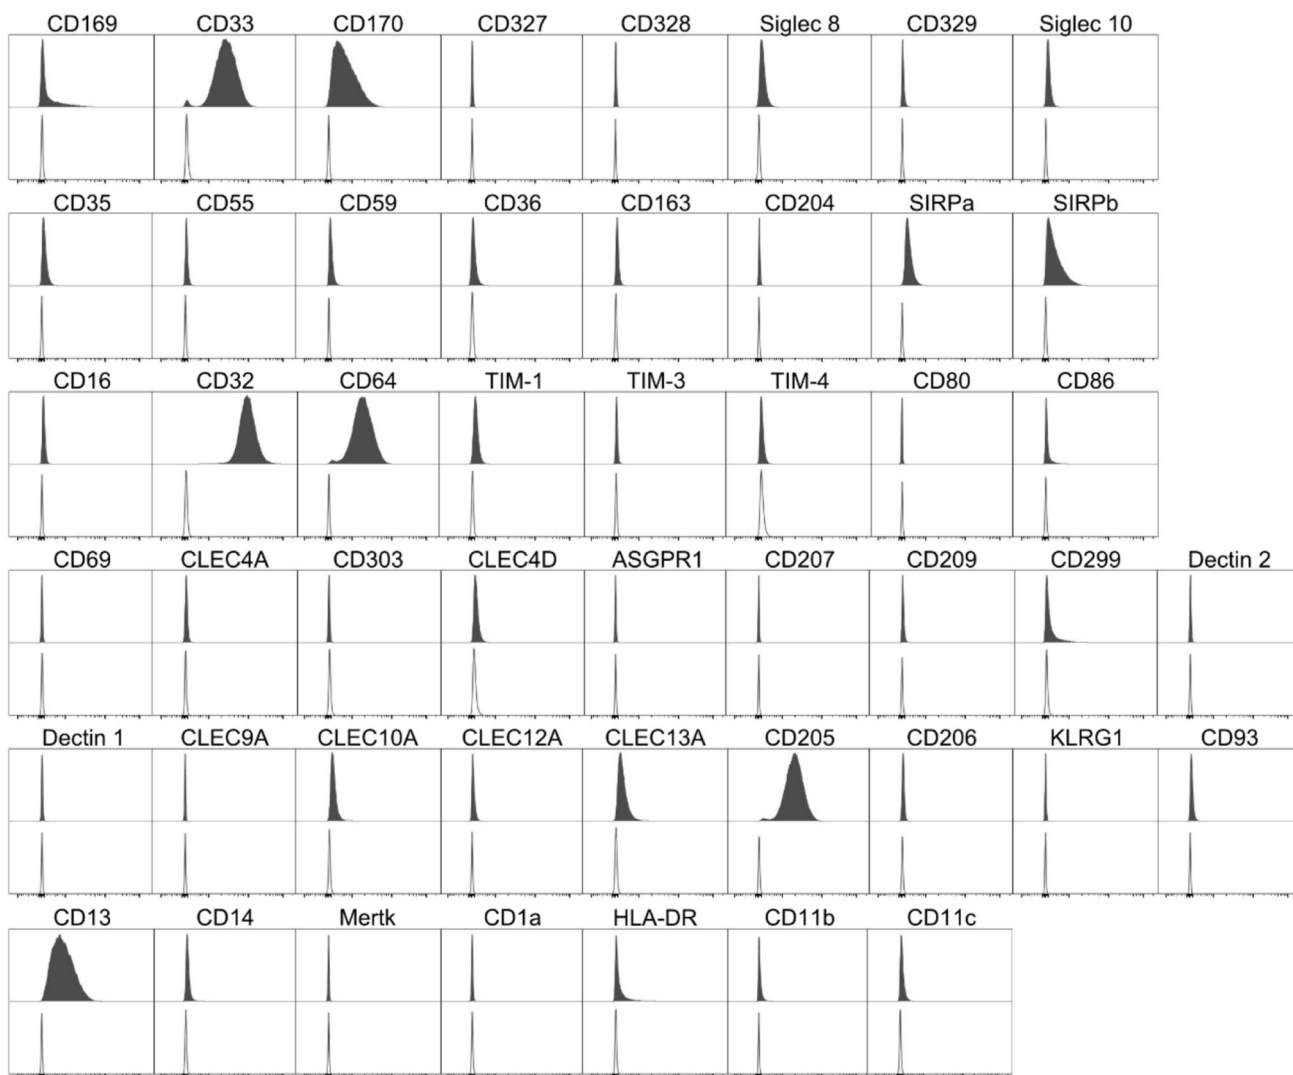 CD169 CD33 CD170 CD327 CD328 Siglec 8 CD329 Siglec 10
CD35 CD55 CD59 CD36 CD163 CD204 SIRPa SIRPb
CD16 CD32 CD64 TIM-1 TIM-3 TIM-4 CD80 CD86
CD69 CLEC4A CD303 CLEC4D ASGPR1 CD207 CD209 CD299 Dectin 2
Dectin 1 CLEC9A CLEC10A CLEC12A CLEC13A CD205 CD206 KLRG1 CD93
CD13 CD14 Mertk CD1a HLA-DR CD11b CD11c